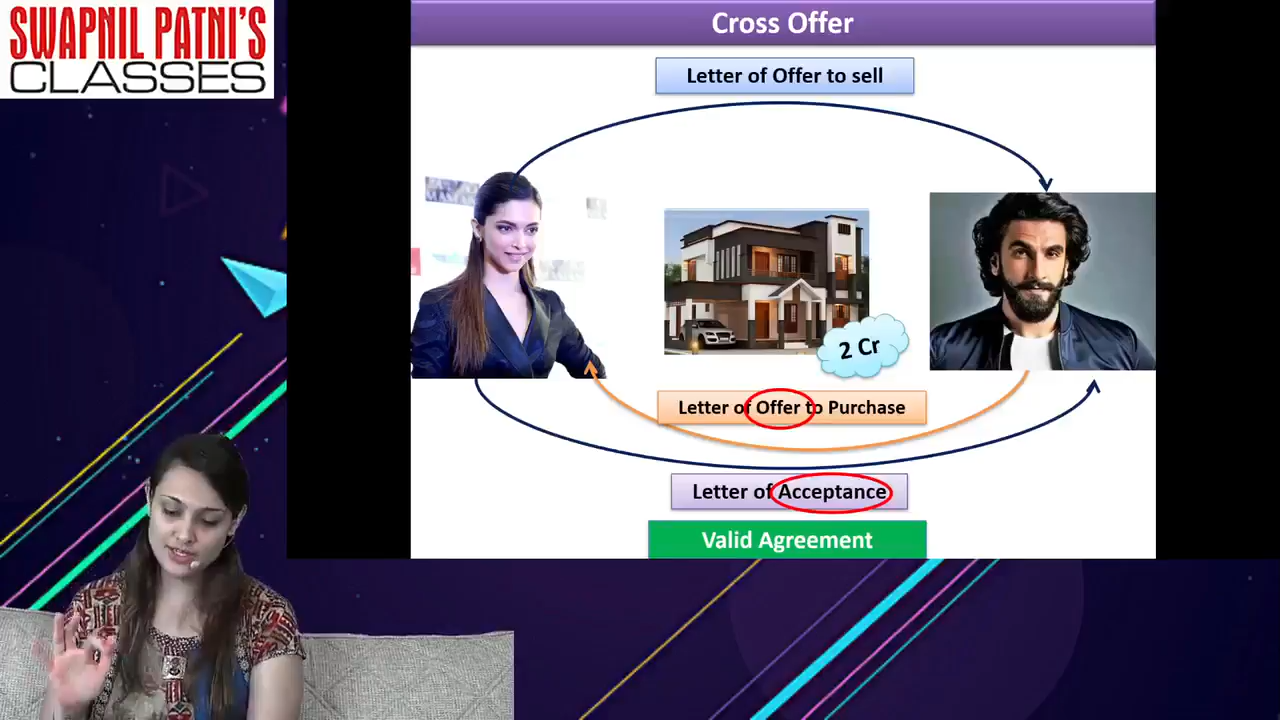 SWAPNIL PATNI'S
CLASSES
Cross Offer
Letter of Offer to sell
2 Cr
Letter of Offer to Purchase
Letter of Acceptance
Valid Agreement